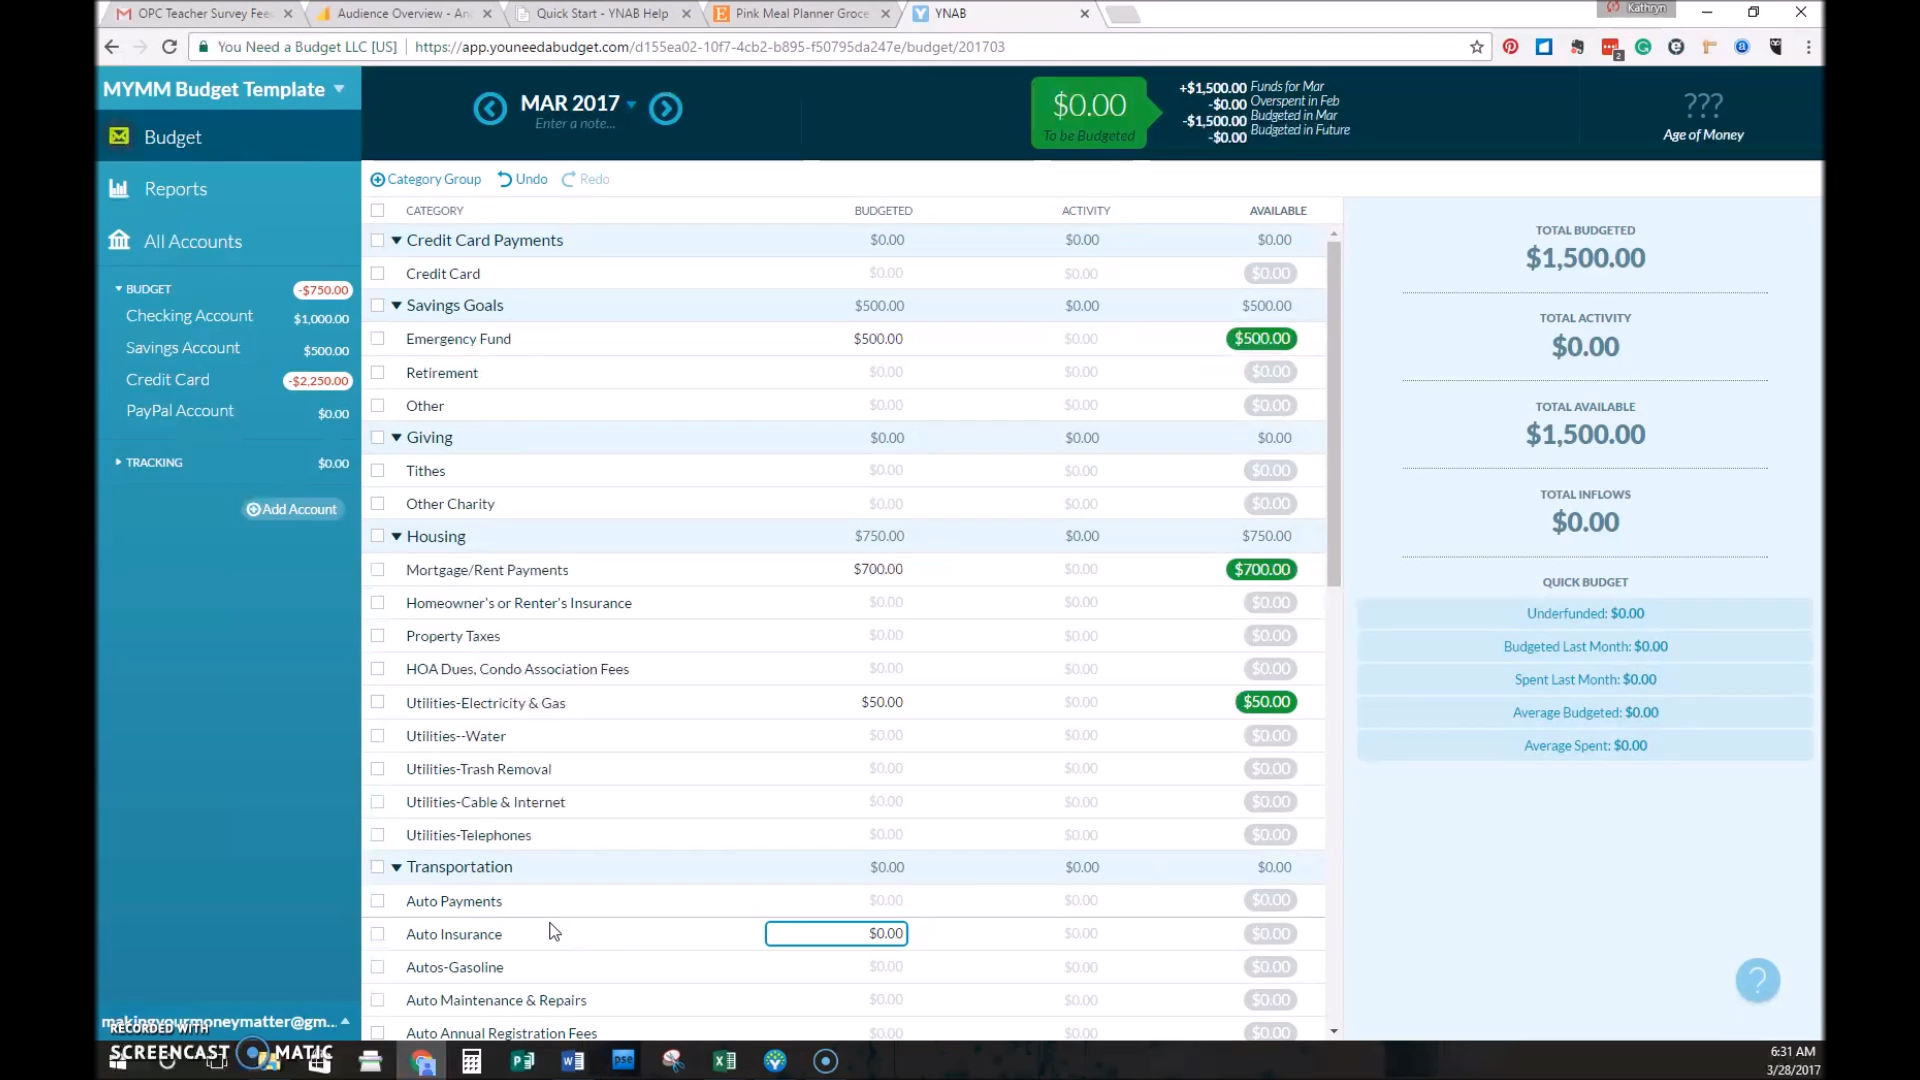 OPC Teacher Survey Fee
Audience Overview - An
Quick Start - YNAB Help
Pink Meal Planner Groce
YNAB
Kathryn
You Need a Budget LLC [US]
https://app.youneedabudget.com/d155ea02-10f7-4cb2-b895-f50795da247e/budget/201703
2
MYMM Budget Template
Budget
Reports
All Accounts
BUDGET -$750.00
Checking Account $1,000.00
Savings Account $500.00
Credit Card -$2,250.00
PayPal Account $0.00
TRACKING $0.00
Add Account
makingyourmoneymatter@gm...
RECORDED WITH
SCREENCAST MATIC
MAR 2017
Enter a note...
$0.00
To be Budgeted
+$1,500.00 Funds for Mar
-$0.00 Overspent in Feb
-$1,500.00 Budgeted in Mar
-$0.00 Budgeted in Future
???
Age of Money
Category Group Undo Redo
CATEGORY BUDGETED ACTIVITY AVAILABLE
Credit Card Payments $0.00 $0.00 $0.00
Credit Card $0.00 $0.00 $0.00
Savings Goals $500.00 $0.00 $500.00
Emergency Fund $500.00 $0.00 $500.00
Retirement $0.00 $0.00 $0.00
Other $0.00 $0.00 $0.00
Giving $0.00 $0.00 $0.00
Tithes $0.00 $0.00 $0.00
Other Charity $0.00 $0.00 $0.00
Housing $750.00 $0.00 $750.00
Mortgage/Rent Payments $700.00 $0.00 $700.00
Homeowner's or Renter's Insurance $0.00 $0.00 $0.00
Property Taxes $0.00 $0.00 $0.00
HOA Dues, Condo Association Fees $0.00 $0.00 $0.00
Utilities-Electricity & Gas $50.00 $0.00 $50.00
Utilities--Water $0.00 $0.00 $0.00
Utilities-Trash Removal $0.00 $0.00 $0.00
Utilities-Cable & Internet $0.00 $0.00 $0.00
Utilities-Telephones $0.00 $0.00 $0.00
Transportation $0.00 $0.00 $0.00
Auto Payments $0.00 $0.00 $0.00
Auto Insurance $0.00 $0.00 $0.00
Autos-Gasoline $0.00 $0.00 $0.00
Auto Maintenance & Repairs $0.00 $0.00 $0.00
Auto Annual Registration Fees $0.00 $0.00 $0.00
TOTAL BUDGETED
$1,500.00
TOTAL ACTIVITY
$0.00
TOTAL AVAILABLE
$1,500.00
TOTAL INFLOWS
$0.00
QUICK BUDGET
Underfunded: $0.00
Budgeted Last Month: $0.00
Spent Last Month: $0.00
Average Budgeted: $0.00
Average Spent: $0.00
?
pse
6:31 AM
3/28/2017